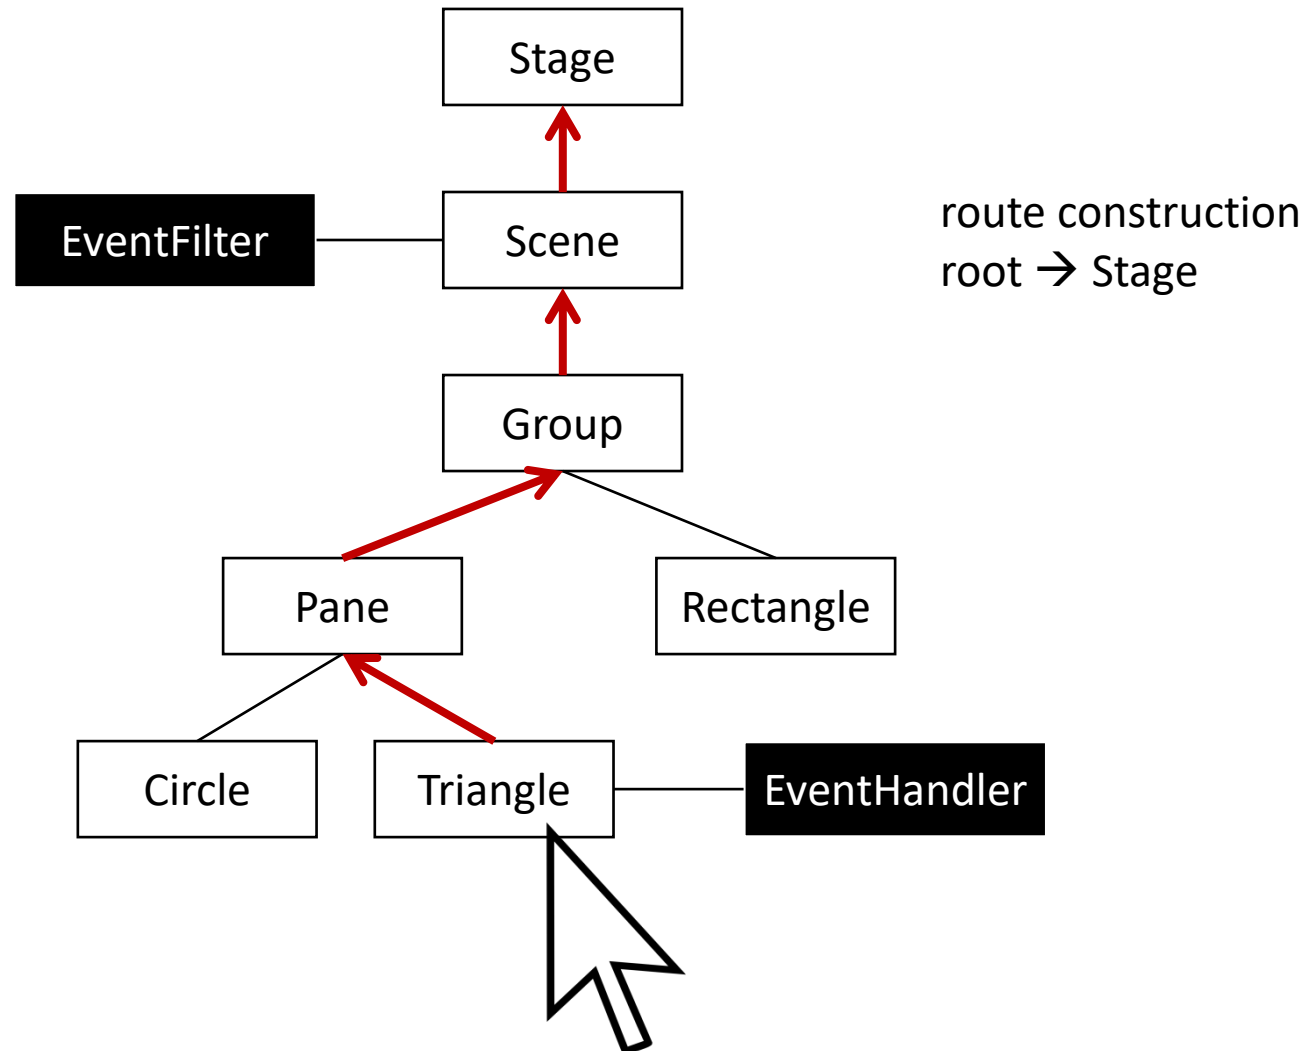 Stage
EventFilter
Scene
route construction
root → Stage
Group
Pane
Rectangle
Circle
Triangle
EventHandler